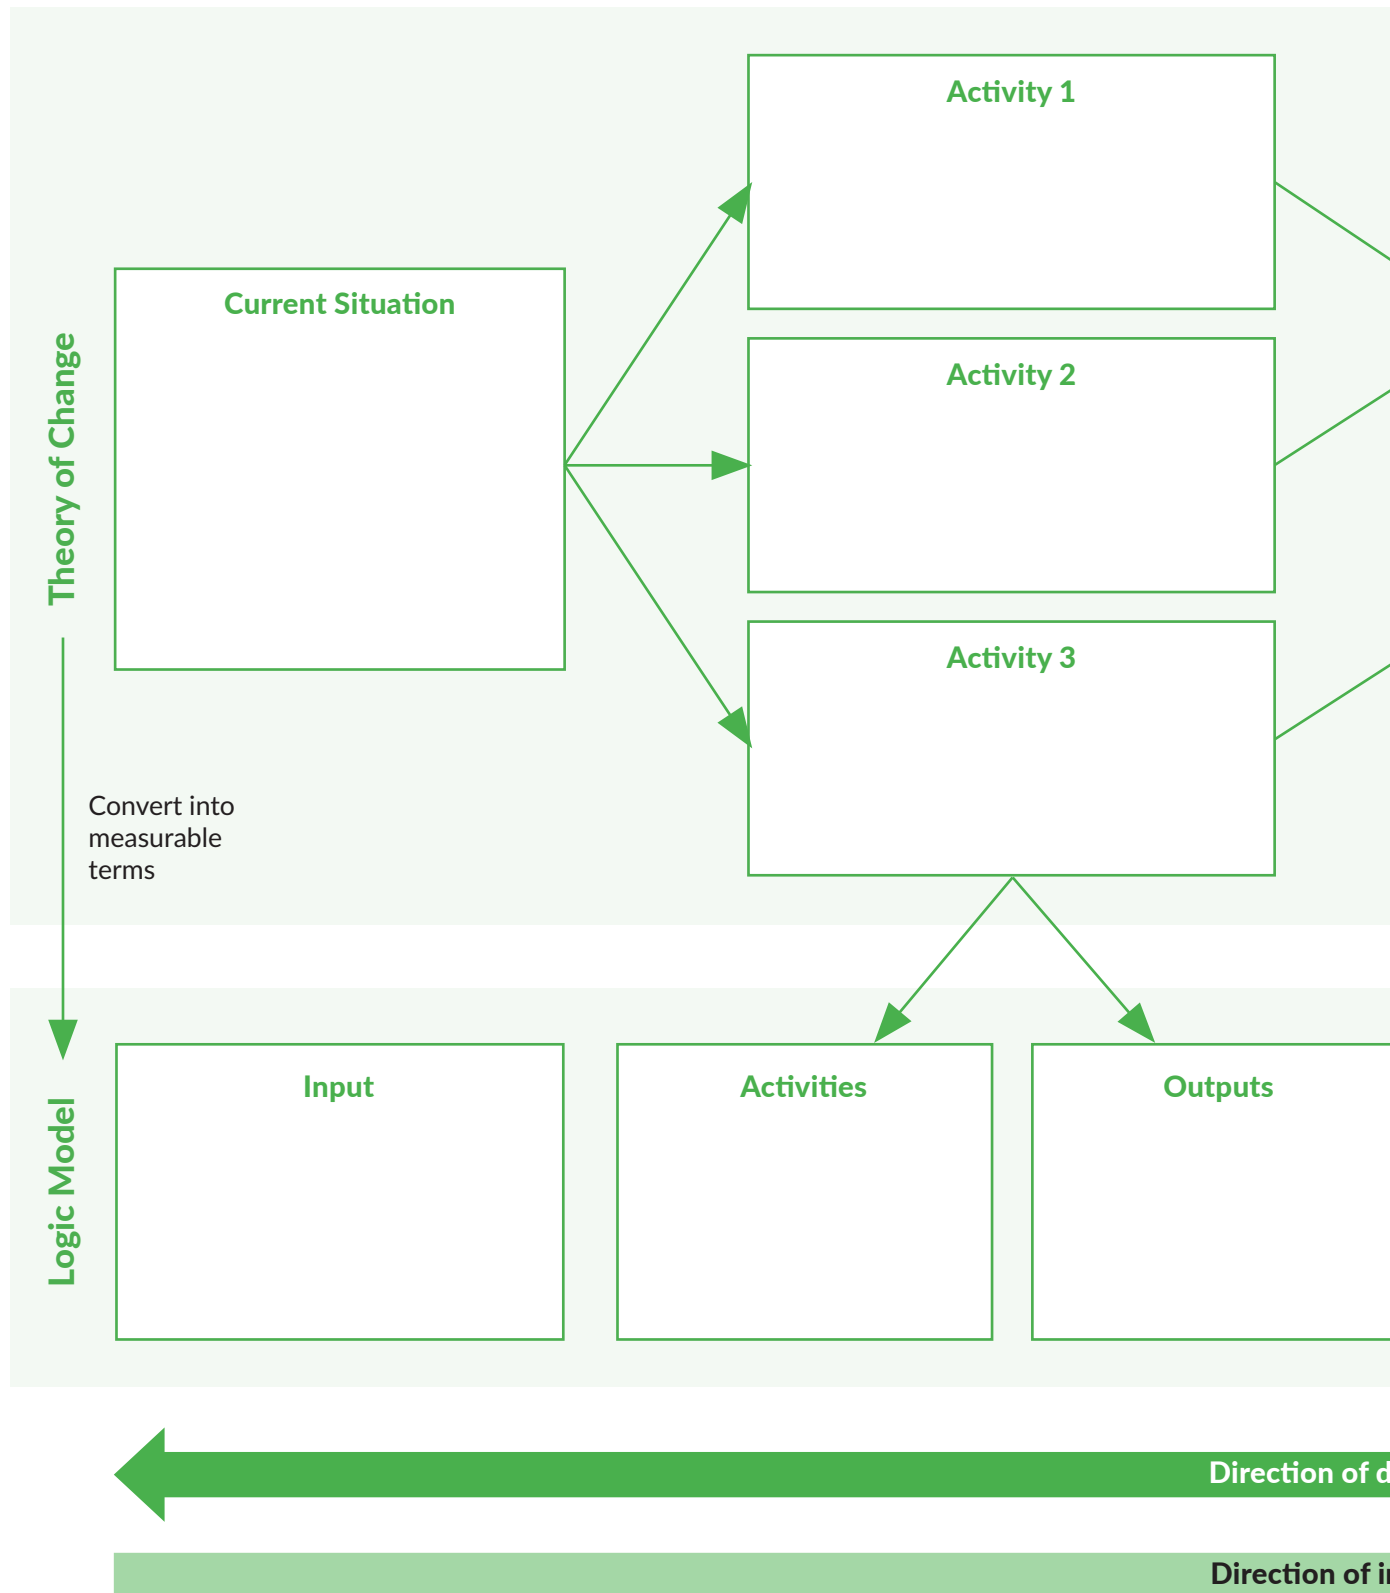 Theory of Change
Current Situation
Activity 1
Activity 2
Activity 3
Convert into
measurable
terms
Logic Model
Input
Activities
Outputs
Direction of
Direction of